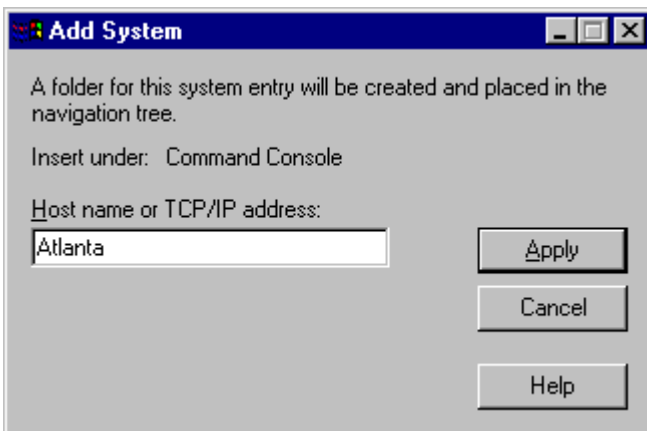 Add System
A folder for this system entry will be created and placed in the
navigation tree.
Insert under: Command Console
Host name or TCP/IP address:
Atlanta
Apply
Cancel
Help